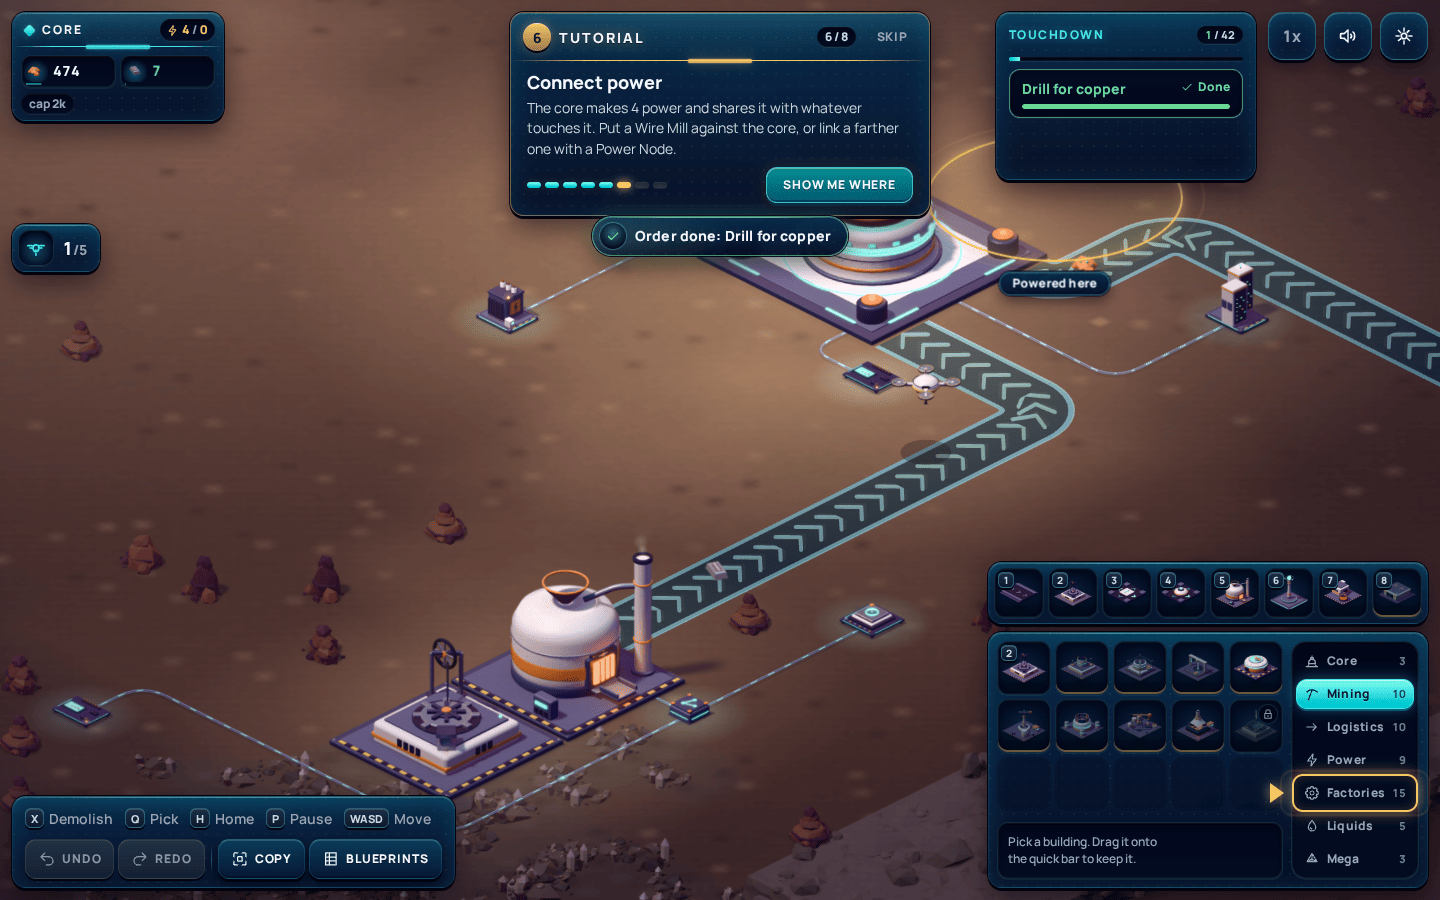 CORE
4/0
474
7
cap 2k
1/5
6
TUTORIAL
6/8
SKIP
Connect power
The core makes 4 power and shares it with whatever
touches it. Put a Wire Mill against the core, or link a farther
one with a Power Node.
SHOW ME WHERE
Order done: Drill for copper
TOUCHDOWN
1/42
Drill for copper
Done
1x
Powered here
X Demolish
Q Pick
H Home
P Pause
WASD Move
UNDO
REDO
COPY
BLUEPRINTS
1
2
3
4
5
6
7
8
2
Pick a building. Drag it onto
the quick bar to keep it.
Core 3
Mining 10
Logistics 10
Power 9
Factories 15
Liquids 5
Mega 3